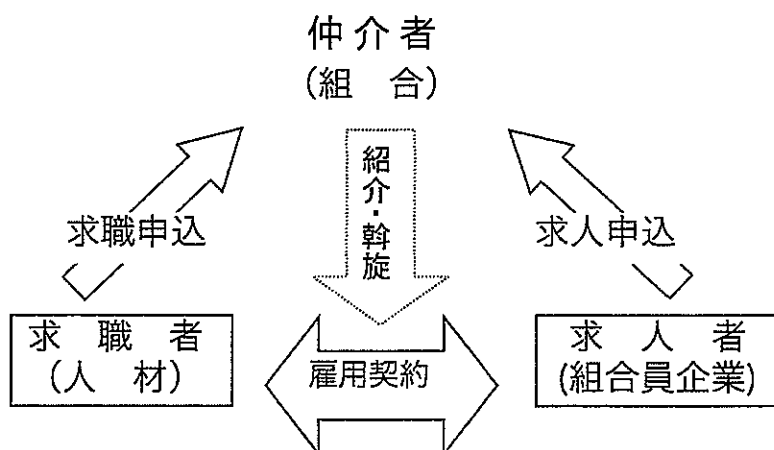 仲介者
(組　合)
紹介・斡旋
求職申込
求人申込
求　職　者
(人　材)
雇用契約
求　人　者
(組合員企業)